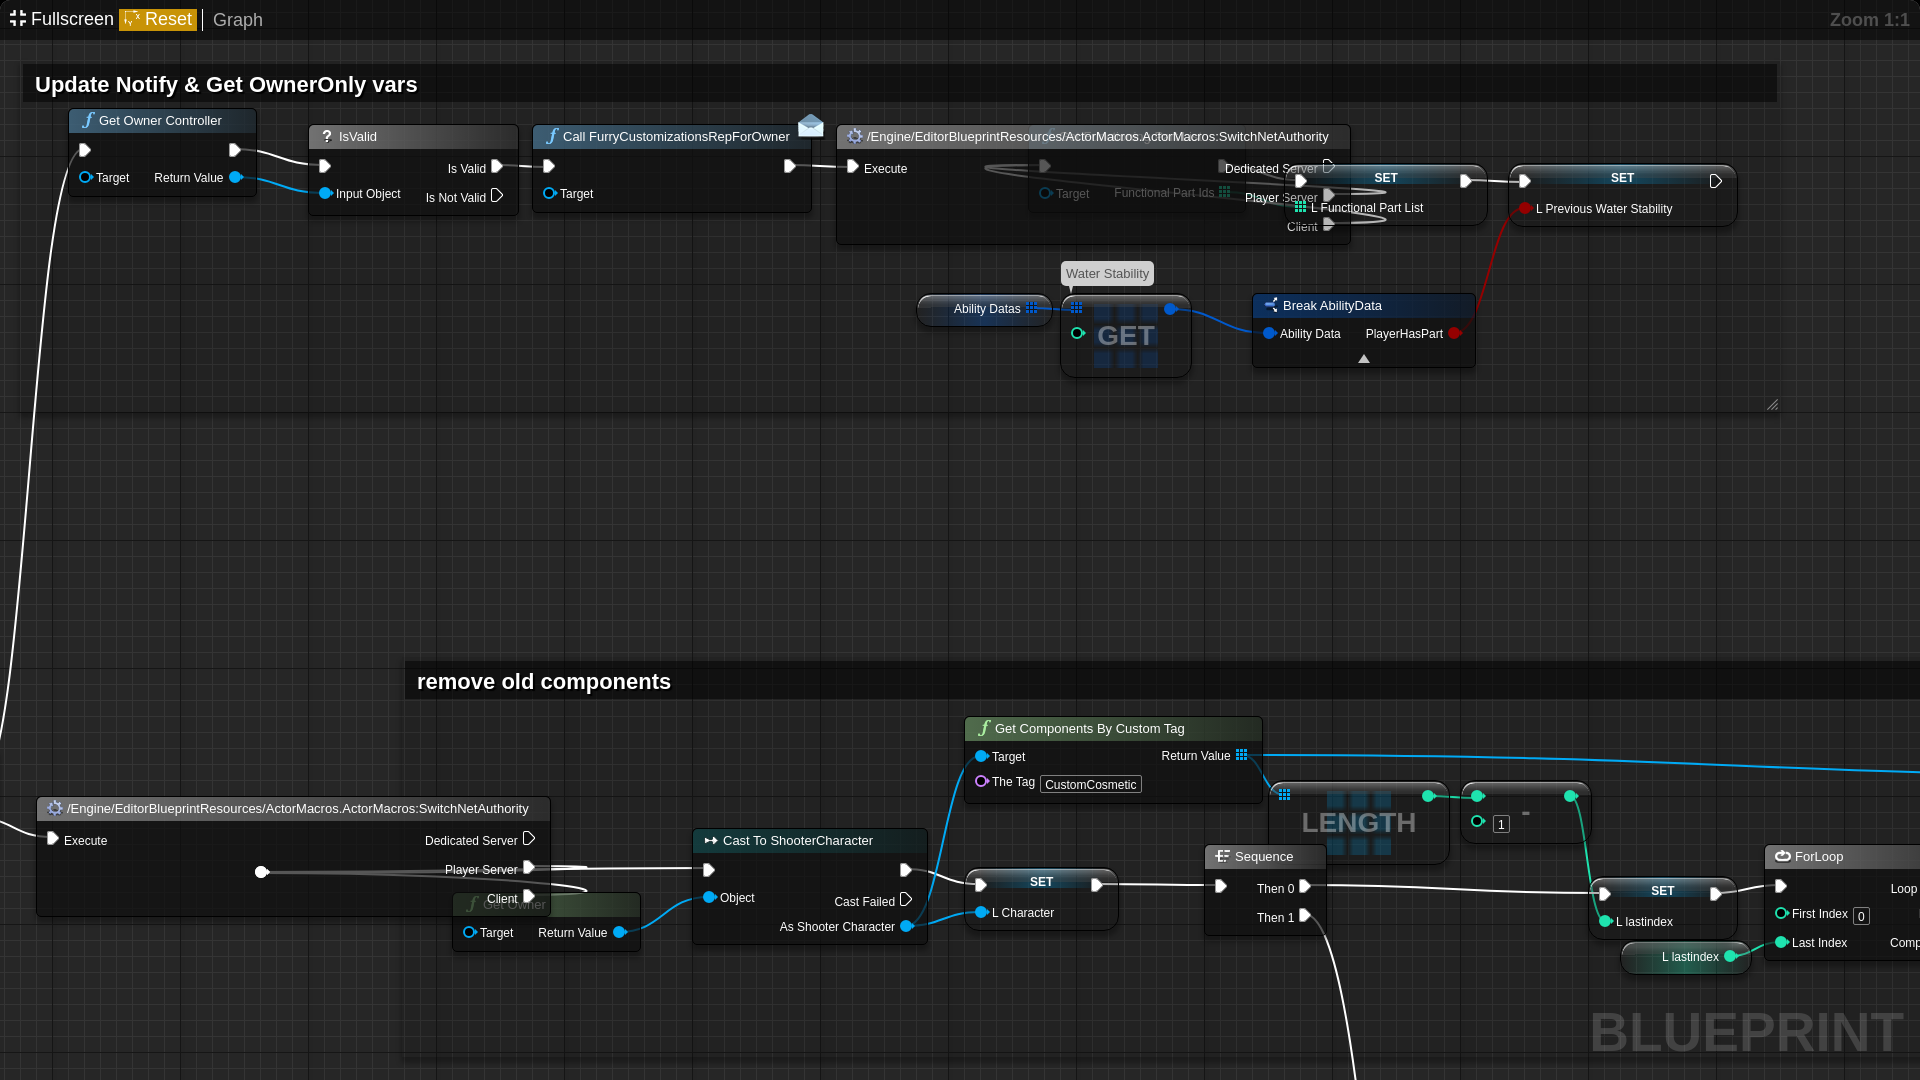 Fullscreen Reset Graph Zoom 1:1
Update Notify & Get OwnerOnly vars
Get Owner Controller
Target Return Value
? IsValid
Is Valid
Input Object
Is Not Valid
Call FurryCustomizationsRepForOwner
Target
/Engine/EditorBlueprintResources/ActorMacros.ActorMacros:SwitchNetAuthority
Execute Dedicated Server
Player Server
Client
Target Functional Part Ids
SET
L Functional Part List
SET
L Previous Water Stability
Water Stability
Ability Datas
GET
Break AbilityData
Ability Data PlayerHasPart
remove old components
Get Components By Custom Tag
Target Return Value
The Tag CustomCosmetic
LENGTH
1 -
/Engine/EditorBlueprintResources/ActorMacros.ActorMacros:SwitchNetAuthority
Execute Dedicated Server
Player Server
Client
Get Owner
Target Return Value
Cast To ShooterCharacter
Object
Cast Failed
As Shooter Character
SET
L Character
Sequence
Then 0
Then 1
SET
L lastindex
L lastindex
ForLoop
Loop
First Index 0
Last Index Comp
BLUEPRINT